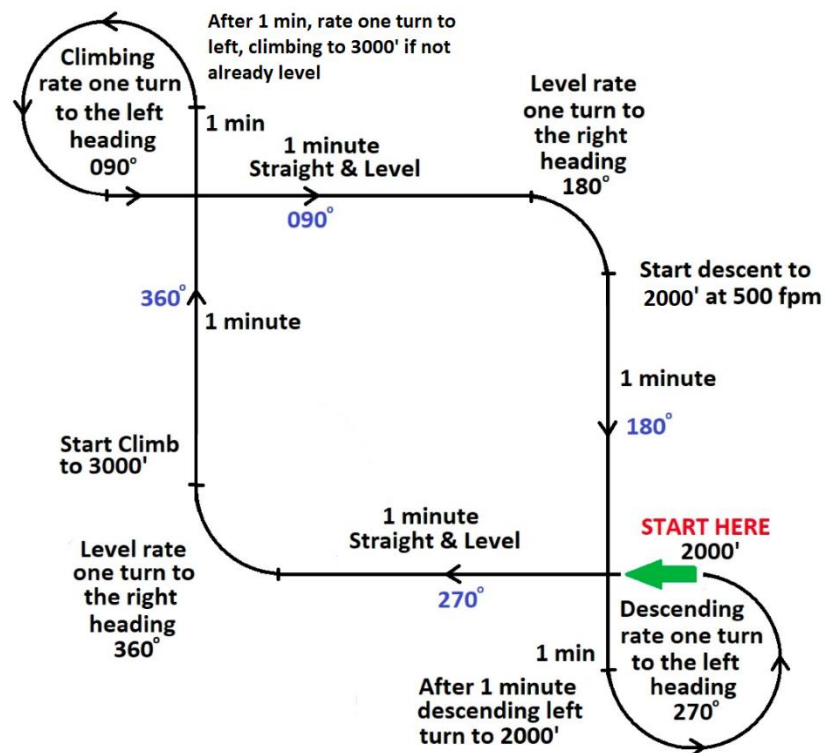 After 1 min, rate one turn to
left, climbing to 3000' if not
already level
Climbing
rate one turn
to the left
heading
090°
1 min
1 minute
Straight & Level
090°
Level rate
one turn to
the right
heading
180°
Start descent to
2000' at 500 fpm
360°
1 minute
1 minute
180°
Start Climb
to 3000'
1 minute
Straight & Level
270°
START HERE
2000'
Level rate
one turn to
the right
heading
360°
Descending
rate one turn
to the left
heading
270°
1 min
After 1 minute
descending left
turn to 2000'